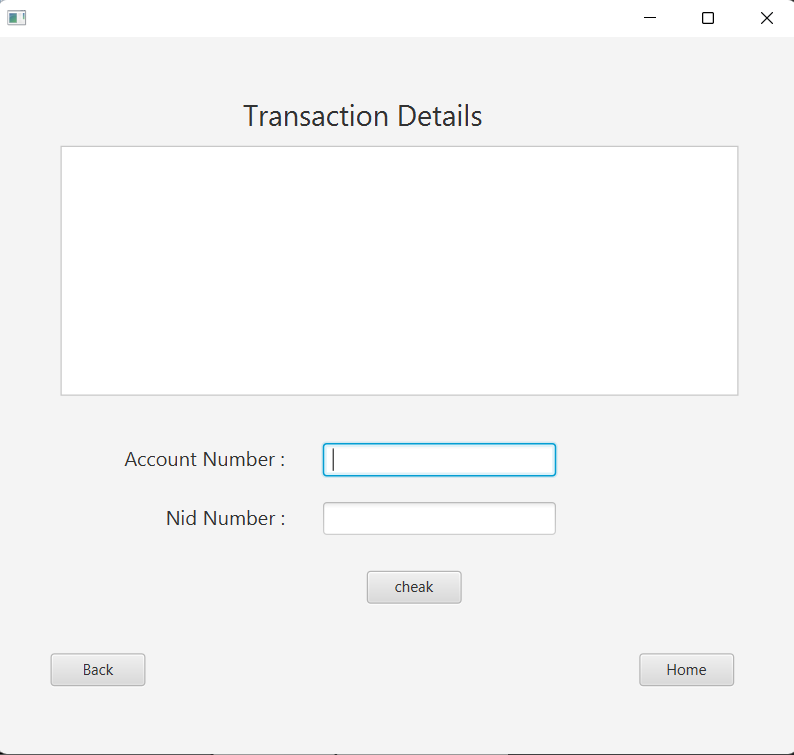 Transaction Details
Account Number :
Nid Number :
cheak
Back
Home